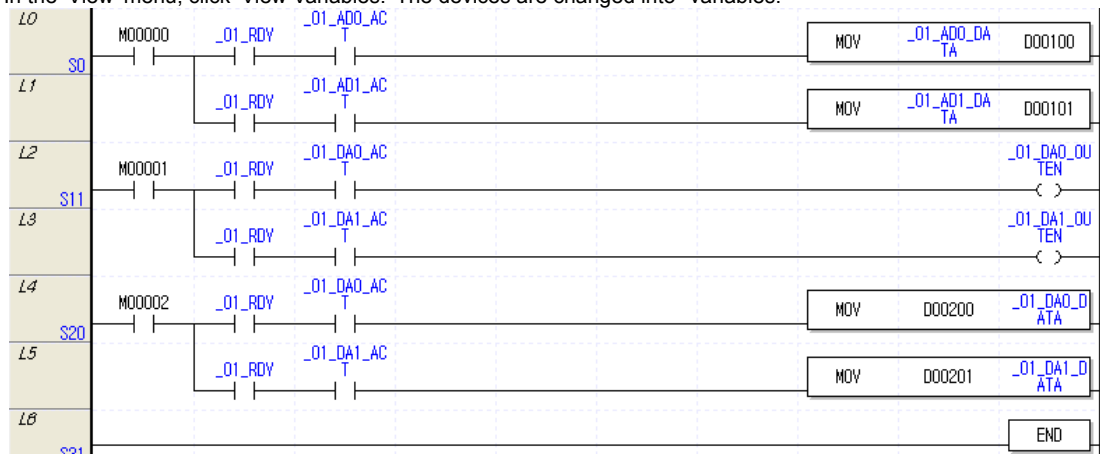 In the "View" menu, click "View Variables." The devices are changed into "Variables."
L0
M00000 _01_RDY _01_AD0_AC
T
MOV _01_AD0_DA
TA D00100
S0
L1
_01_RDY _01_AD1_AC
T
MOV _01_AD1_DA
TA D00101
L2
M00001 _01_RDY _01_DA0_AC
T
_01_DA0_OU
TEN
S11
L3
_01_RDY _01_DA1_AC
T
_01_DA1_OU
TEN
L4
M00002 _01_RDY _01_DA0_AC
T
MOV D00200 _01_DA0_D
ATA
S20
L5
_01_RDY _01_DA1_AC
T
MOV D00201 _01_DA1_D
ATA
L6
END
S31